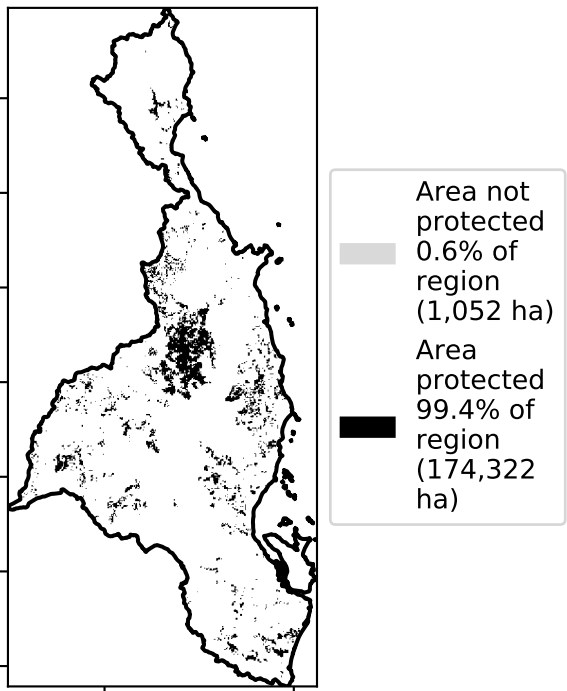 Area not
protected
0.6% of
region
(1,052 ha)
Area
protected
99.4% of
region
(174,322
ha)